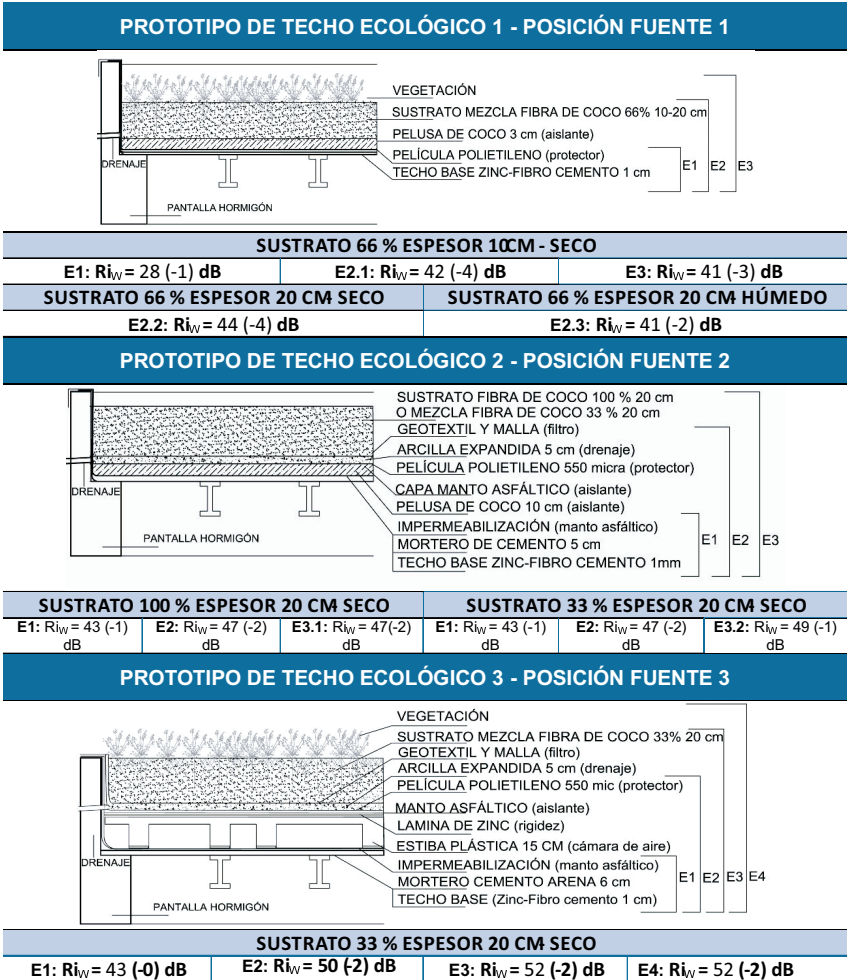 PROTOTIPO DE TECHO ECOLÓGICO 1 - POSICIÓN FUENTE 1
VEGETACIÓN
SUSTRATO MEZCLA FIBRA DE COCO 66% 10-20 cm
PELUSA DE COCO 3 cm (aislante)
PELÍCULA POLIETILENO (protector)
TECHO BASE ZINC-FIBRO CEMENTO 1 cm
E1 E2 E3
DRENAJE
PANTALLA HORMIGÓN
SUSTRATO 66 % ESPESOR 10CM - SECO
E1: Riw = 28 (-1) dB
E2.1: Riw = 42 (-4) dB
E3: Riw = 41 (-3) dB
SUSTRATO 66 % ESPESOR 20 CM- SECO
SUSTRATO 66 % ESPESOR 20 CM- HÚMEDO
E2.2: Riw = 44 (-4) dB
E2.3: Riw = 41 (-2) dB
PROTOTIPO DE TECHO ECOLÓGICO 2 - POSICIÓN FUENTE 2
SUSTRATO FIBRA DE COCO 100 % 20 cm
O MEZCLA FIBRA DE COCO 33 % 20 cm
GEOTEXTIL Y MALLA (filtro)
ARCILLA EXPANDIDA 5 cm (drenaje)
PELÍCULA POLIETILENO 550 micra (protector)
CAPA MANTO ASFÁLTICO (aislante)
PELUSA DE COCO 10 cm (aislante)
IMPERMEABILIZACIÓN (manto asfáltico)
MORTERO DE CEMENTO 5 cm
TECHO BASE ZINC-FIBRO CEMENTO 1mm
E1 E2 E3
DRENAJE
PANTALLA HORMIGÓN
SUSTRATO 100 % ESPESOR 20 CM- SECO
SUSTRATO 33 % ESPESOR 20 CM- SECO
E1: Riw = 43 (-1) dB
E2: Riw = 47 (-2) dB
E3.1: Riw = 47(-2) dB
E1: Riw = 43 (-1) dB
E2: Riw = 47 (-2) dB
E3.2: Riw = 49 (-1) dB
PROTOTIPO DE TECHO ECOLÓGICO 3 - POSICIÓN FUENTE 3
VEGETACIÓN
SUSTRATO MEZCLA FIBRA DE COCO 33% 20 cm
GEOTEXTIL Y MALLA (filtro)
ARCILLA EXPANDIDA 5 cm (drenaje)
PELÍCULA POLIETILENO 550 mic (protector)
MANTO ASFÁLTICO (aislante)
LAMINA DE ZINC (rigidez)
ESTIBA PLÁSTICA 15 CM (cámara de aire)
IMPERMEABILIZACIÓN (manto asfáltico)
MORTERO CEMENTO ARENA 6 cm
TECHO BASE (Zinc-Fibro cemento 1 cm)
E1 E2 E3 E4
DRENAJE
PANTALLA HORMIGÓN
SUSTRATO 33 % ESPESOR 20 CM- SECO
E1: Riw = 43 (-0) dB
E2: Riw = 50 (-2) dB
E3: Riw = 52 (-2) dB
E4: Riw = 52 (-2) dB